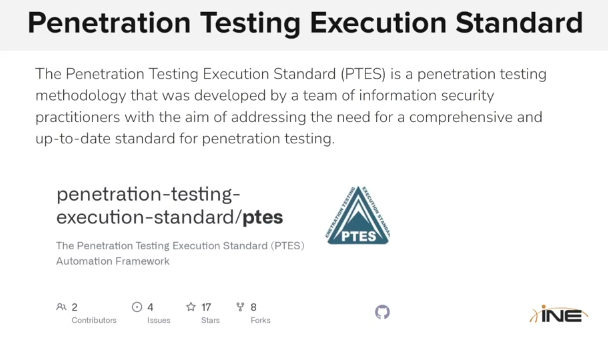 Penetration Testing Execution Standard
The Penetration Testing Execution Standard (PTES) is a penetration testing
methodology that was developed by a team of information security
practitioners with the aim of addressing the need for a comprehensive and
up-to-date standard for penetration testing.
penetration-testing-
execution-standard/ptes
The Penetration Testing Execution Standard (PTES)
Automation Framework
PENETRATION TESTING
EXECUTION STANDARD
PTES
2
Contributors
4
Issues
17
Stars
8
Forks
INE